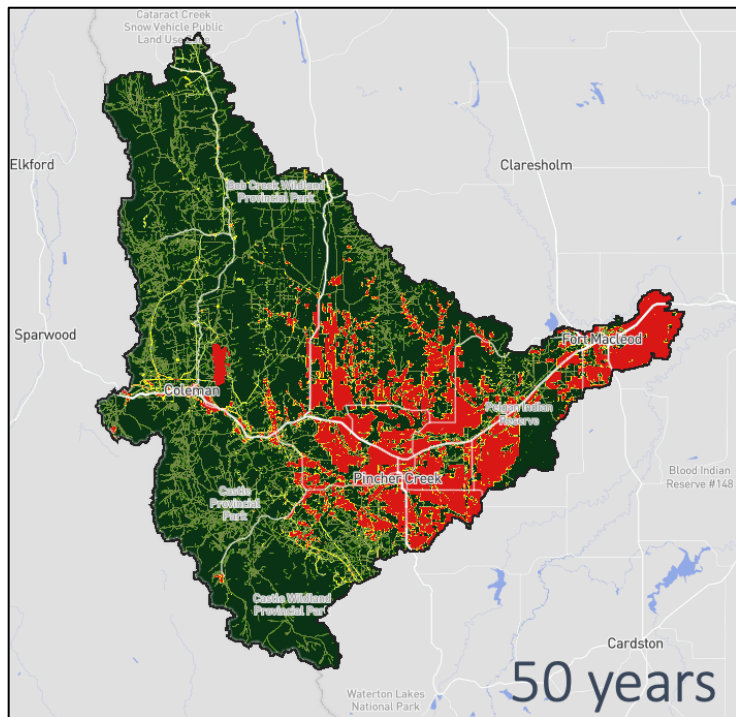 Cataract Creek
Snow Vehicle Public
Land Use Zone
Elkford
Claresholm
Bob Creek Wildland
Provincial Park
Sparwood
Fort Macleod
Coleman
Peigan Indian
Reserve
Blood Indian
Reserve #148
Pincher Creek
Castle
Provincial
Park
Castle Wildland
Provincial Par
Cardston
50 years
Waterton Lakes
National Park